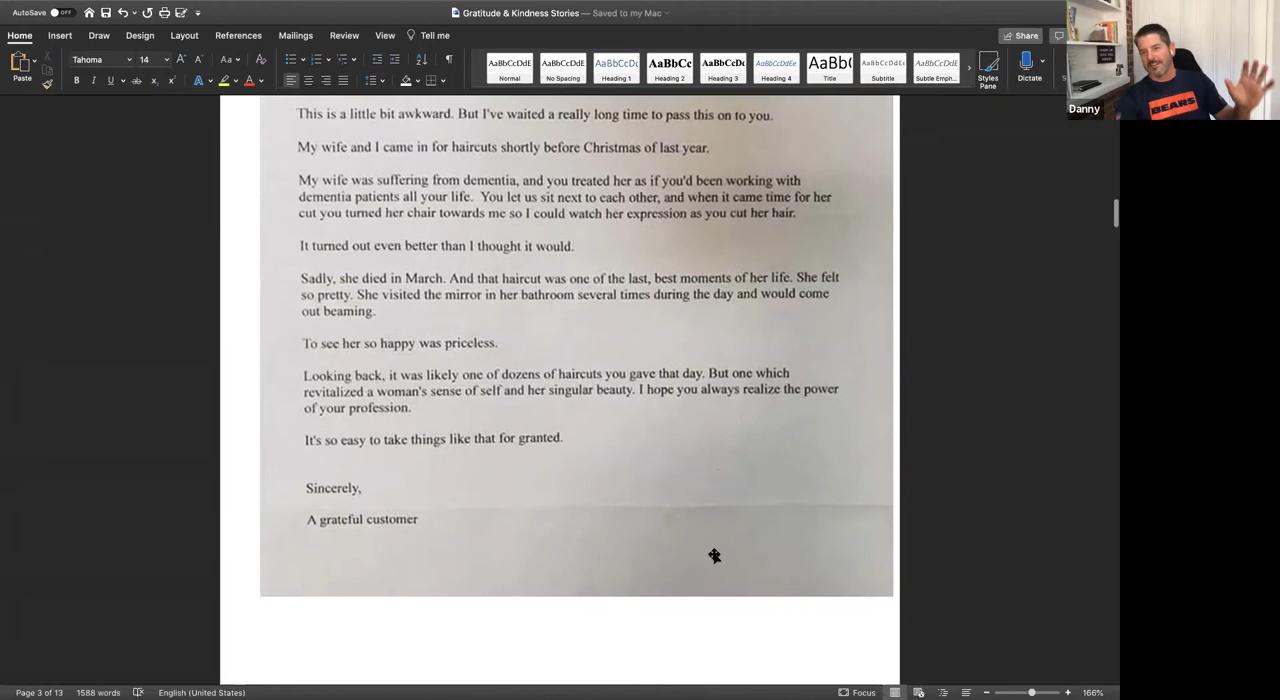 AutoSave OFF
Gratitude & Kindness Stories — Saved to my Mac
Home Insert Draw Design Layout References Mailings Review View Tell me
Share
Paste
Tahoma 14
AaBbCcDdE AaBbCcDdE AaBbCcDc AaBbCc AaBbCcDc AaBbCcDdEe AaBb( AaBbCcDdEe AaBbCcDdE
Normal No Spacing Heading 1 Heading 2 Heading 3 Heading 4 Title Subtitle Subtle Emph...
Styles
Pane
Dictate
BEARS
Danny
This is a little bit awkward. But I've waited a really long time to pass this on to you.
My wife and I came in for haircuts shortly before Christmas of last year.
My wife was suffering from dementia, and you treated her as if you'd been working with
dementia patients all your life. You let us sit next to each other, and when it came time for her
cut you turned her chair towards me so I could watch her expression as you cut her hair.
It turned out even better than I thought it would.
Sadly, she died in March. And that haircut was one of the last, best moments of her life. She felt
so pretty. She visited the mirror in her bathroom several times during the day and would come
out beaming.
To see her so happy was priceless.
Looking back, it was likely one of dozens of haircuts you gave that day. But one which
revitalized a woman's sense of self and her singular beauty. I hope you always realize the power
of your profession.
It's so easy to take things like that for granted.
Sincerely,
A grateful customer
Page 3 of 13 1588 words English (United States) Focus 166%